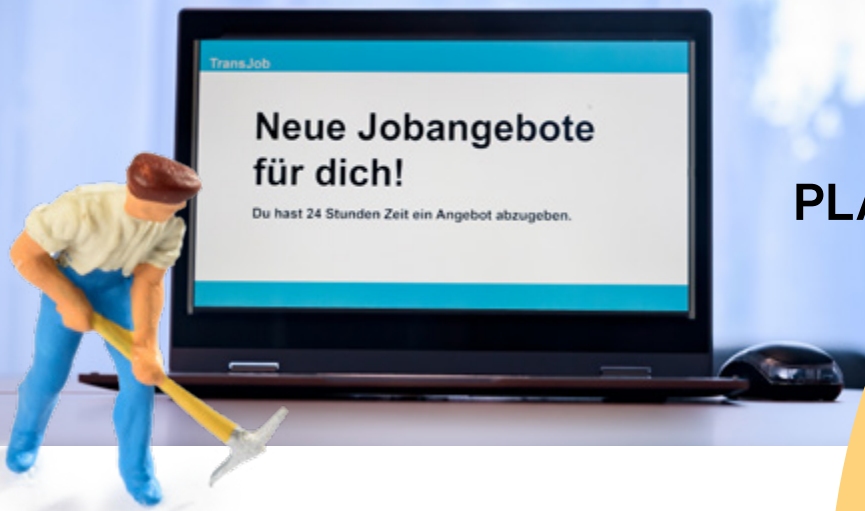 TransJob
Neue Jobangebote
für dich!
Du hast 24 Stunden Zeit ein Angebot abzugeben.
PLA